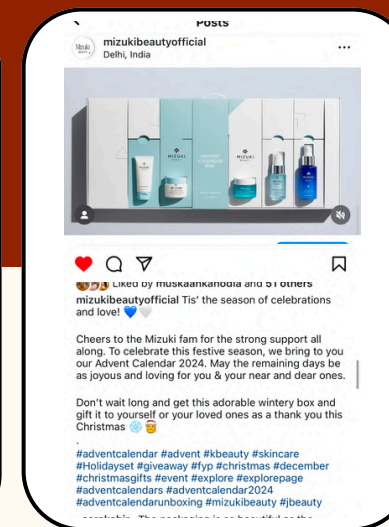 Posts
mizukibeautyofficial
Delhi, India
MIZUKI
ADVENT
CALENDAR
BOX
MIZUKI
Liked by muskaankanodia and 51 others
mizukibeautyofficial Tis' the season of celebrations
and love! 💙🤍
Cheers to the Mizuki fam for the strong support all
along. To celebrate this festive season, we bring to you
our Advent Calendar 2024. May the remaining days be
as joyous and loving for you & your near and dear ones.
Don't wait long and get this adorable wintery box and
gift it to yourself or your loved ones as a thank you this
Christmas ❄️🎅
.
#adventcalendar #advent #kbeauty #skincare
#Holidayset #giveaway #fyp #christmas #december
#christmasgifts #event #explore #explorepage
#adventcalendars #adventcalendar2024
#adventcalendarunboxing #mizukibeauty #jbeauty